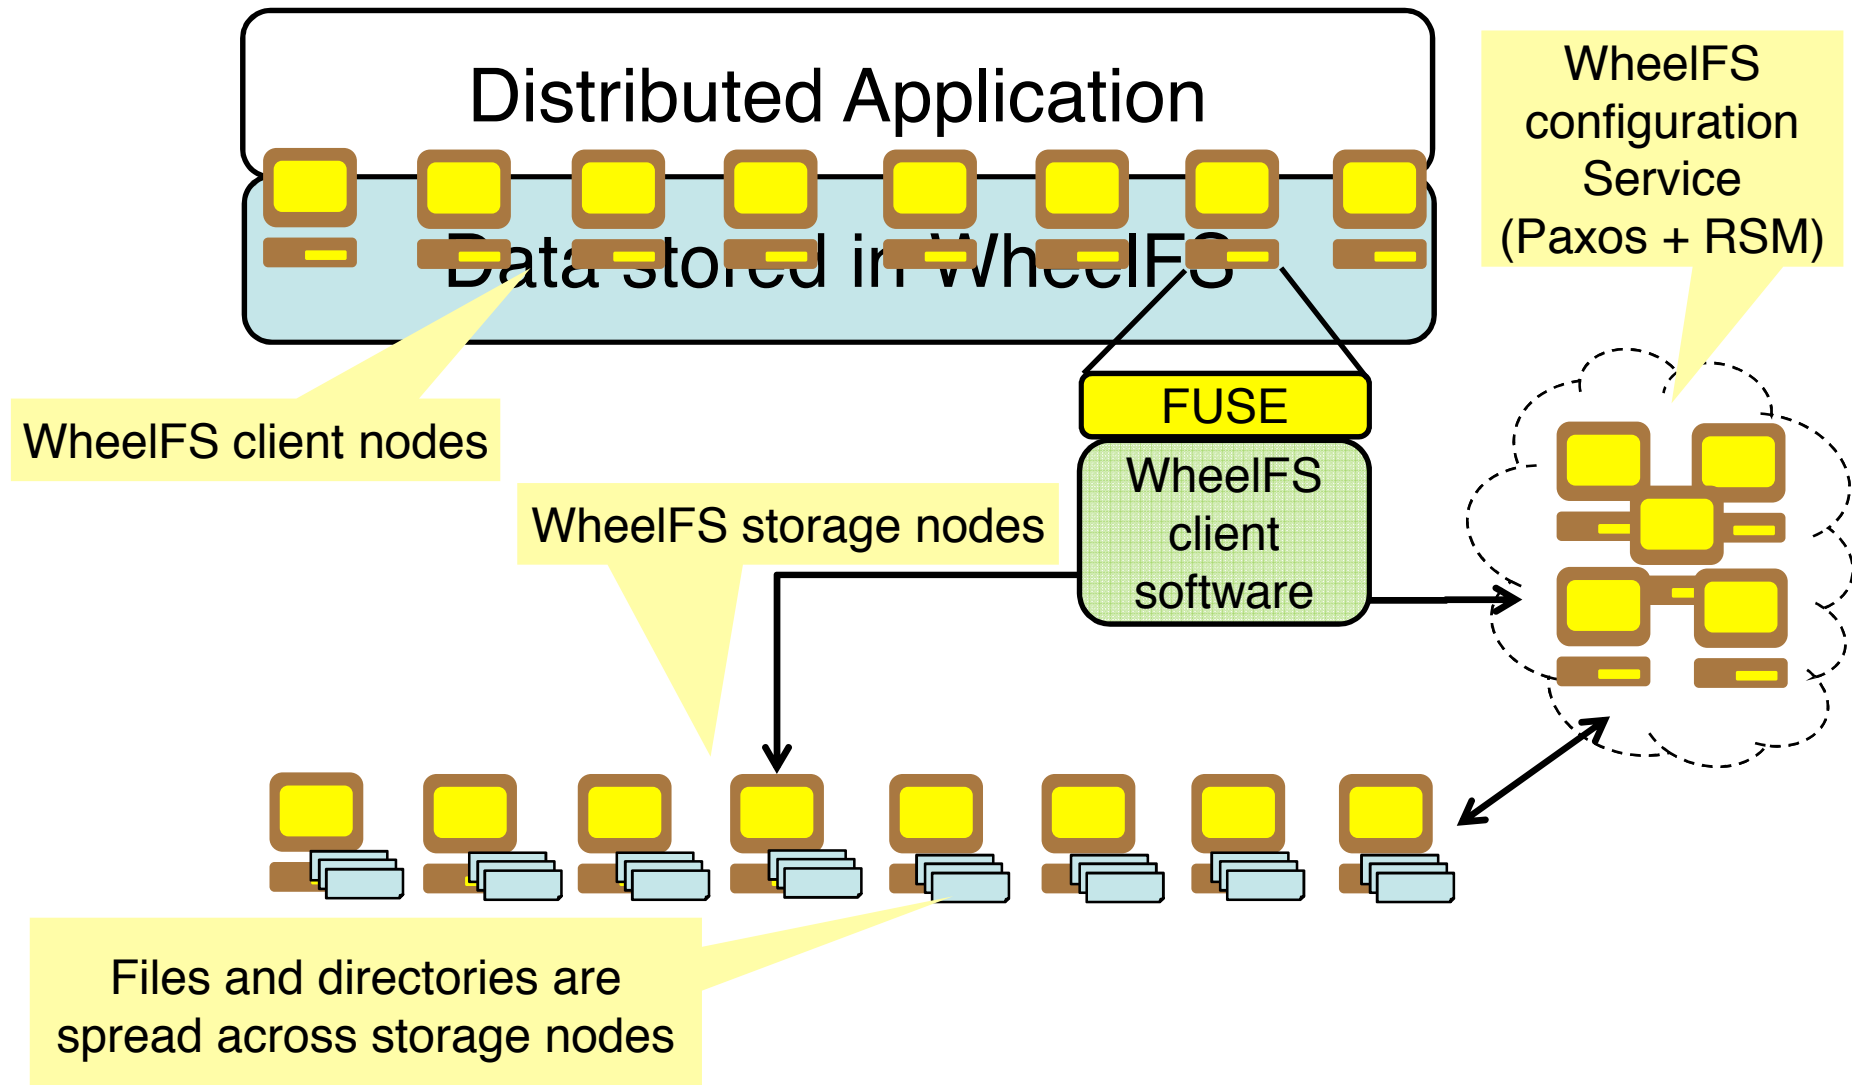 Distributed Application
Data stored in WheelFS
WheelFS
configuration
Service
(Paxos + RSM)
WheelFS client nodes
FUSE
WheelFS
client
software
WheelFS storage nodes
Files and directories are
spread across storage nodes